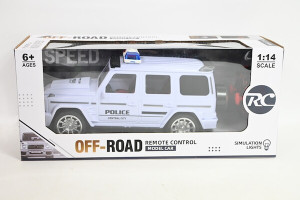 6+
AGES
SPEED
1:14
SCALE
RC
POLICE
OFF-ROAD
REMOTE CONTROL
MODEL CAR
SIMULATION
LIGHTS